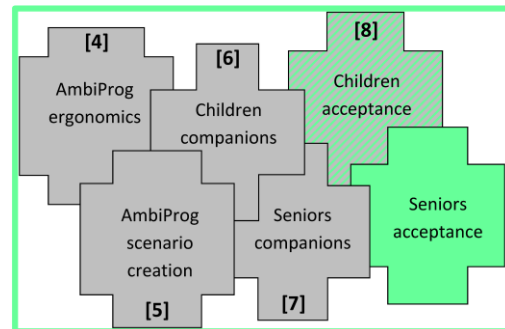 [4]
AmbiProg
ergonomics
[6]
Children
companions
[8]
Children
acceptance
AmbiProg
scenario
creation
[5]
Seniors
companions
[7]
Seniors
acceptance